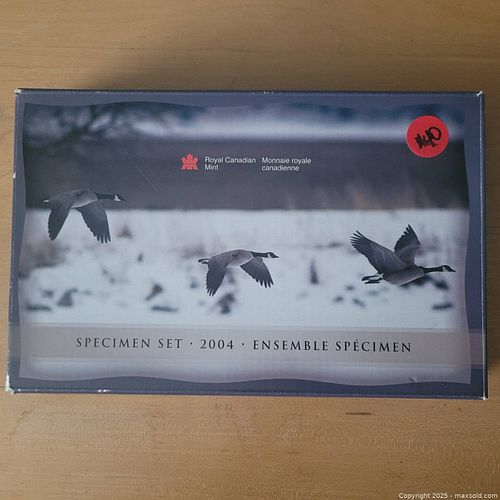 140
Royal Canadian Mint
Monnaie royale canadienne
SPECIMEN SET · 2004 · ENSEMBLE SPÉCIMEN
Copyright © 2025 - maxsold.com